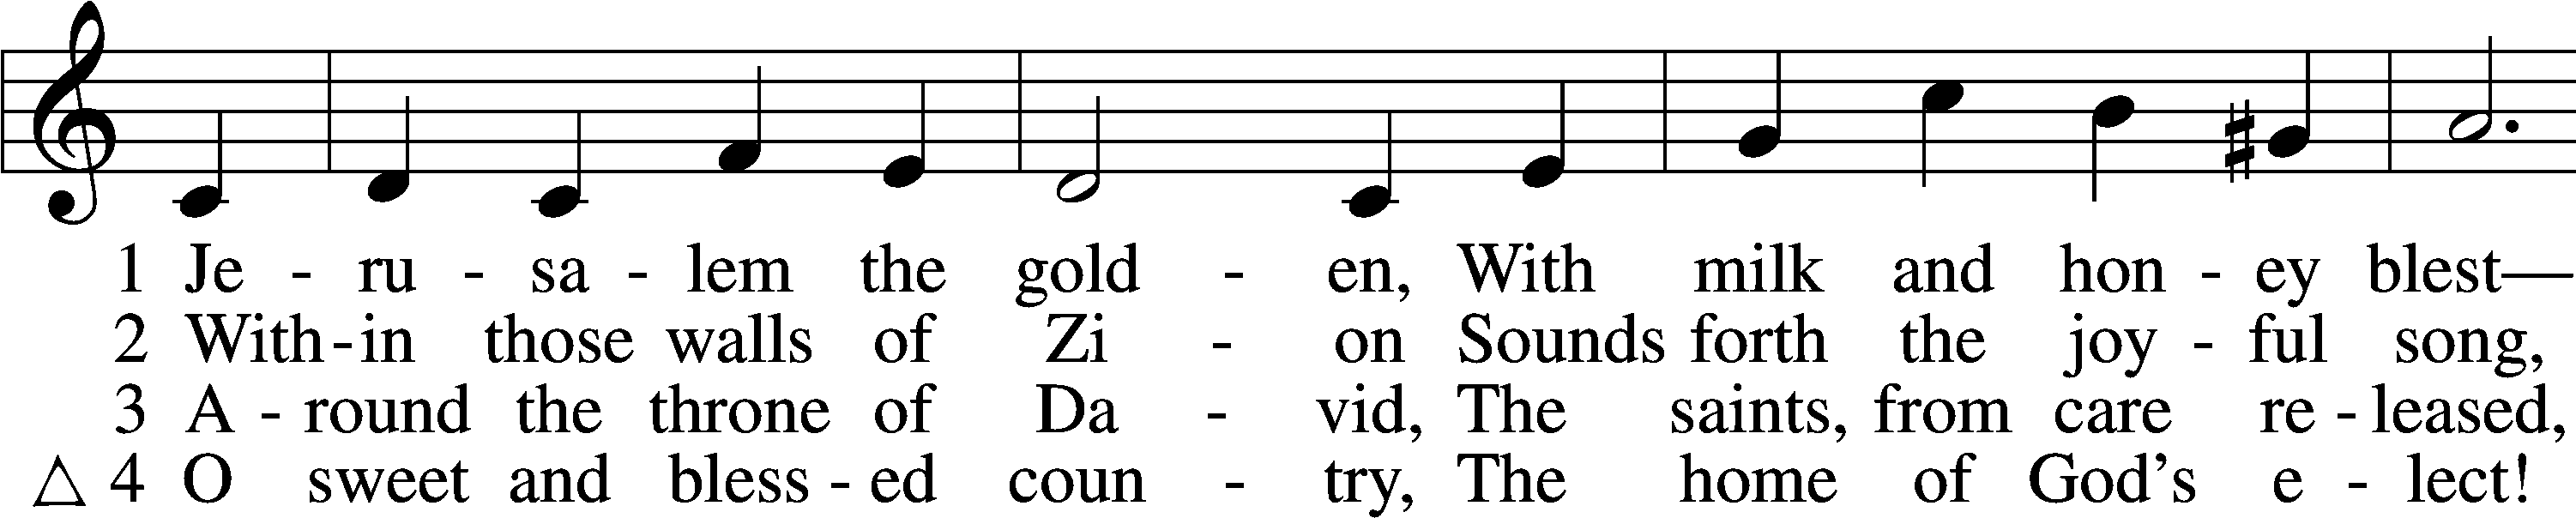 1 Je - ru - sa - lem the gold - en, With milk and hon - ey blest—
2 With - in those walls of Zi - on Sounds forth the joy - ful song,
3 A - round the throne of Da - vid, The saints, from care re - leased,
△ 4 O sweet and bless - ed coun - try, The home of God's e - lect!